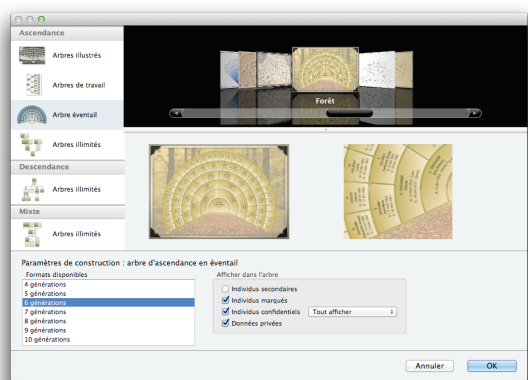 Ascendance
Arbres illustrés
Arbres de travail
Arbre éventail
Arbres illimités
Descendance
Arbres illimités
Mixte
Arbres illimités
Forêt
Paramètres de construction : arbre d'ascendance en éventail
Formats disponibles
4 générations
5 générations
6 générations
7 générations
8 générations
9 générations
10 générations
Afficher dans l'arbre
Individus secondaires
Individus marqués
Individus confidentiels Tout afficher
Données privées
Annuler OK